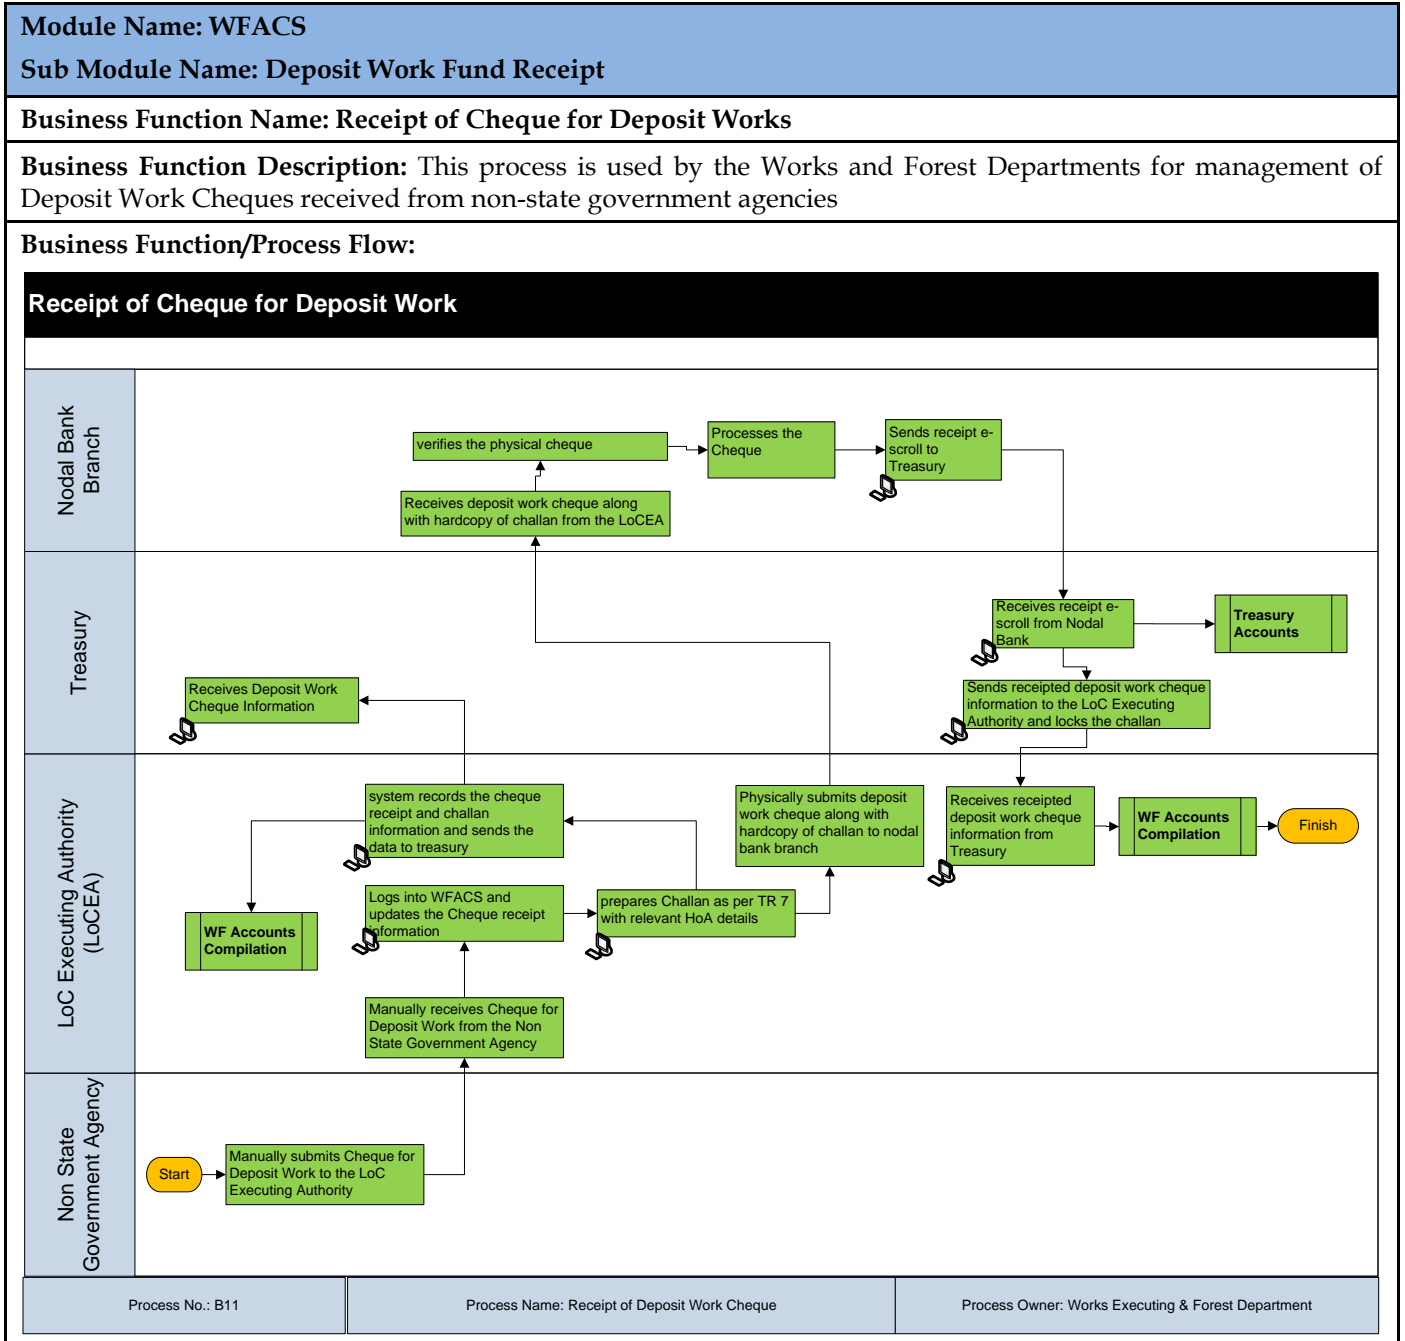 Module Name: WFACS
Sub Module Name: Deposit Work Fund Receipt
Business Function Name: Receipt of Cheque for Deposit Works
Business Function Description: This process is used by the Works and Forest Departments for management of
Deposit Work Cheques received from non-state government agencies
Business Function/Process Flow:
Receipt of Cheque for Deposit Work
Nodal Bank
Branch
verifies the physical cheque
Processes the
Cheque
Sends receipt e-
scroll to
Treasury
Receives deposit work cheque along
with hardcopy of challan from the LoCEA
Treasury
Receives receipt e-
scroll from Nodal
Bank
Treasury
Accounts
Receives Deposit Work
Cheque Information
Sends receipted deposit work cheque
information to the LoC Executing
Authority and locks the challan
LoC Executing Authority
(LoCEA)
system records the cheque
receipt and challan
information and sends the
data to treasury
Physically submits deposit
work cheque along with
hardcopy of challan to nodal
bank branch
Receives receipted
deposit work cheque
information from
Treasury
WF Accounts
Compilation
Finish
WF Accounts
Compilation
Logs into WFACS and
updates the Cheque receipt
information
prepares Challan as per TR 7
with relevant HoA details
Manually receives Cheque for
Deposit Work from the Non
State Government Agency
Non State
Government Agency
Start
Manually submits Cheque for
Deposit Work to the LoC
Executing Authority
Process No.: B11
Process Name: Receipt of Deposit Work Cheque
Process Owner: Works Executing & Forest Department